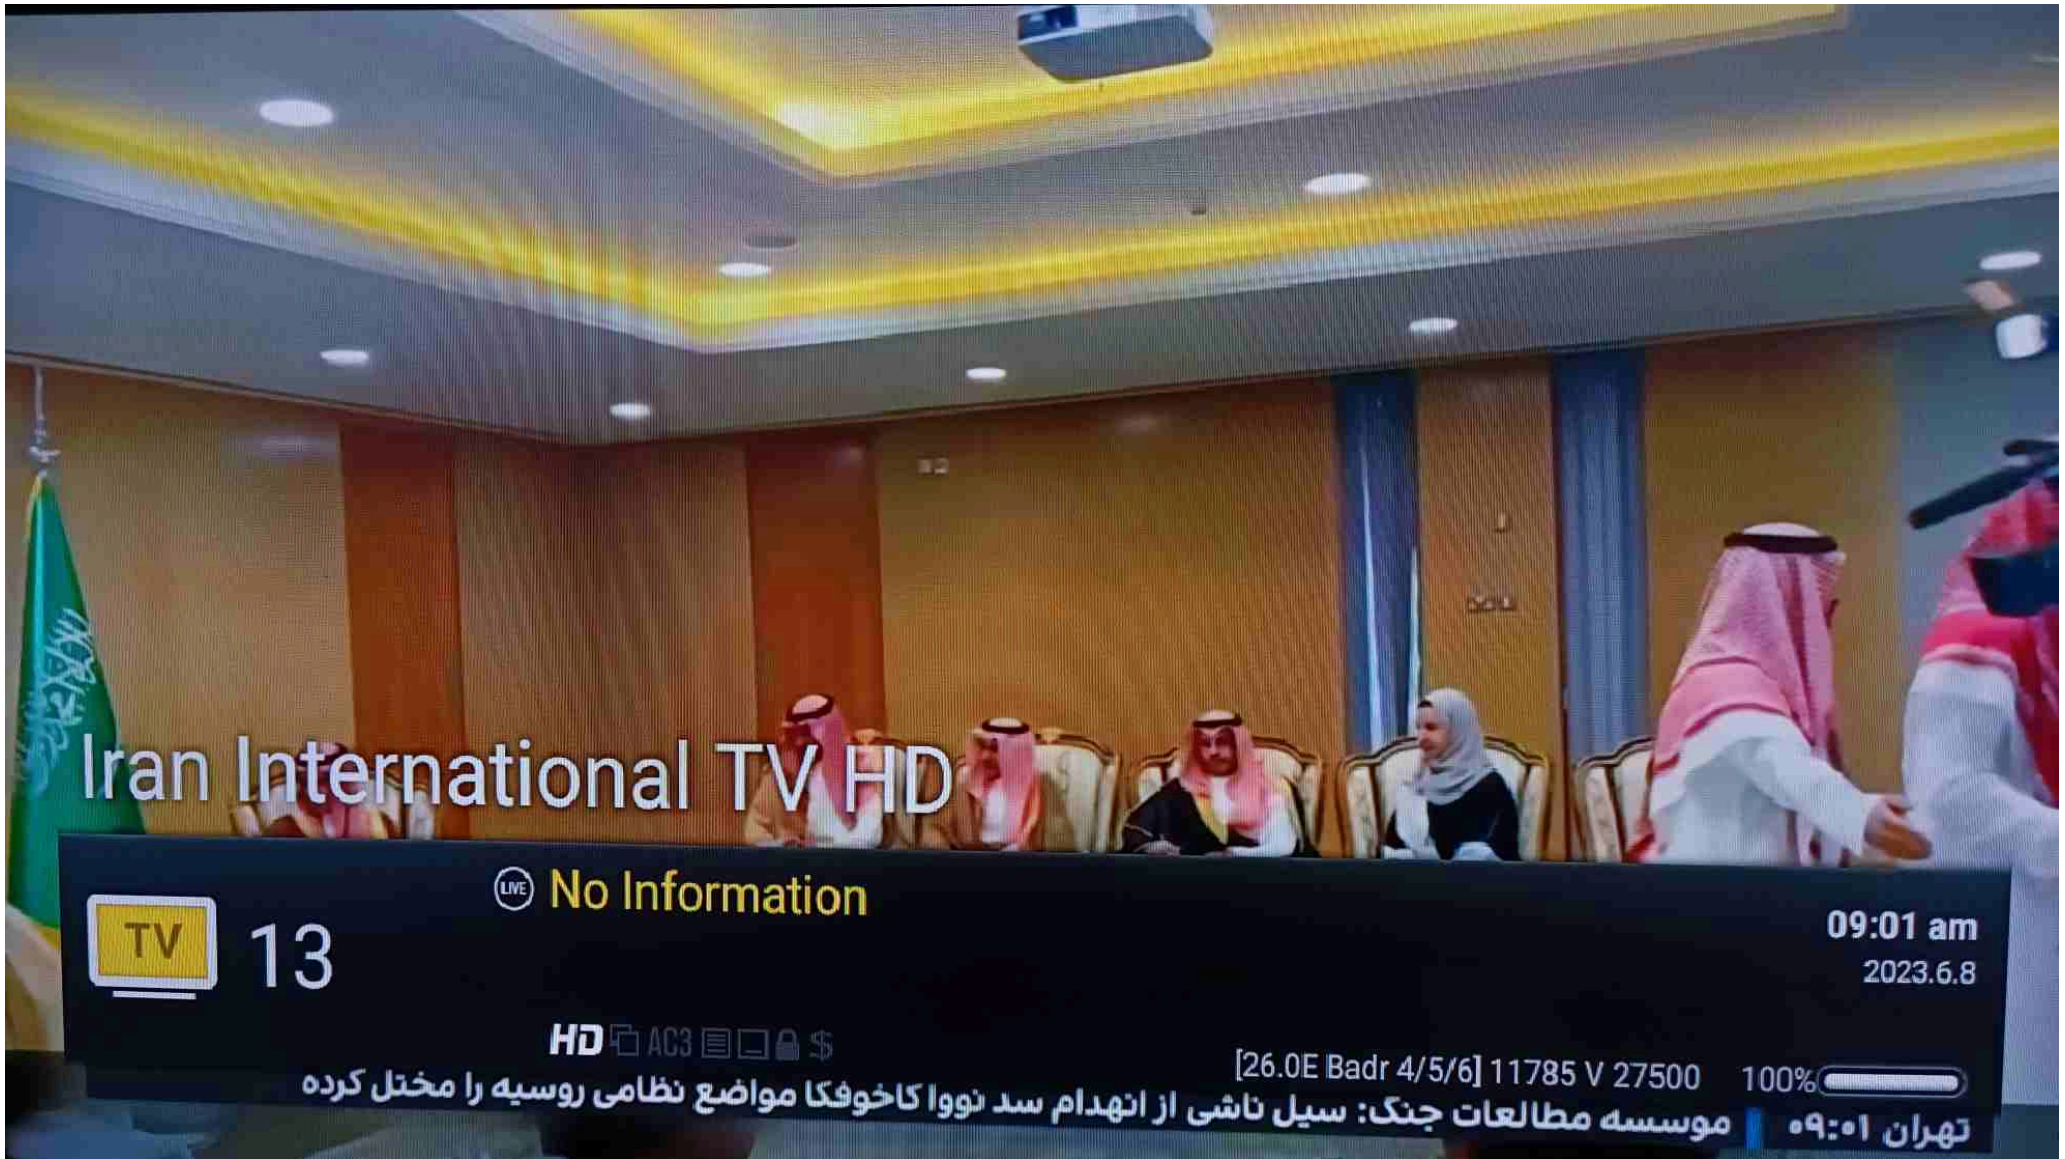 Iran International TV HD
LIVE No Information
TV 13
09:01 am
2023.6.8
HD AC3 $
[26.0E Badr 4/5/6] 11785 V 27500 100%
تهران ۰۹:۰۱ موسسه مطالعات جنگ: سیل ناشی از انهدام سد نووا کاخوفکا مواضع نظامی روسیه را مختل کرده